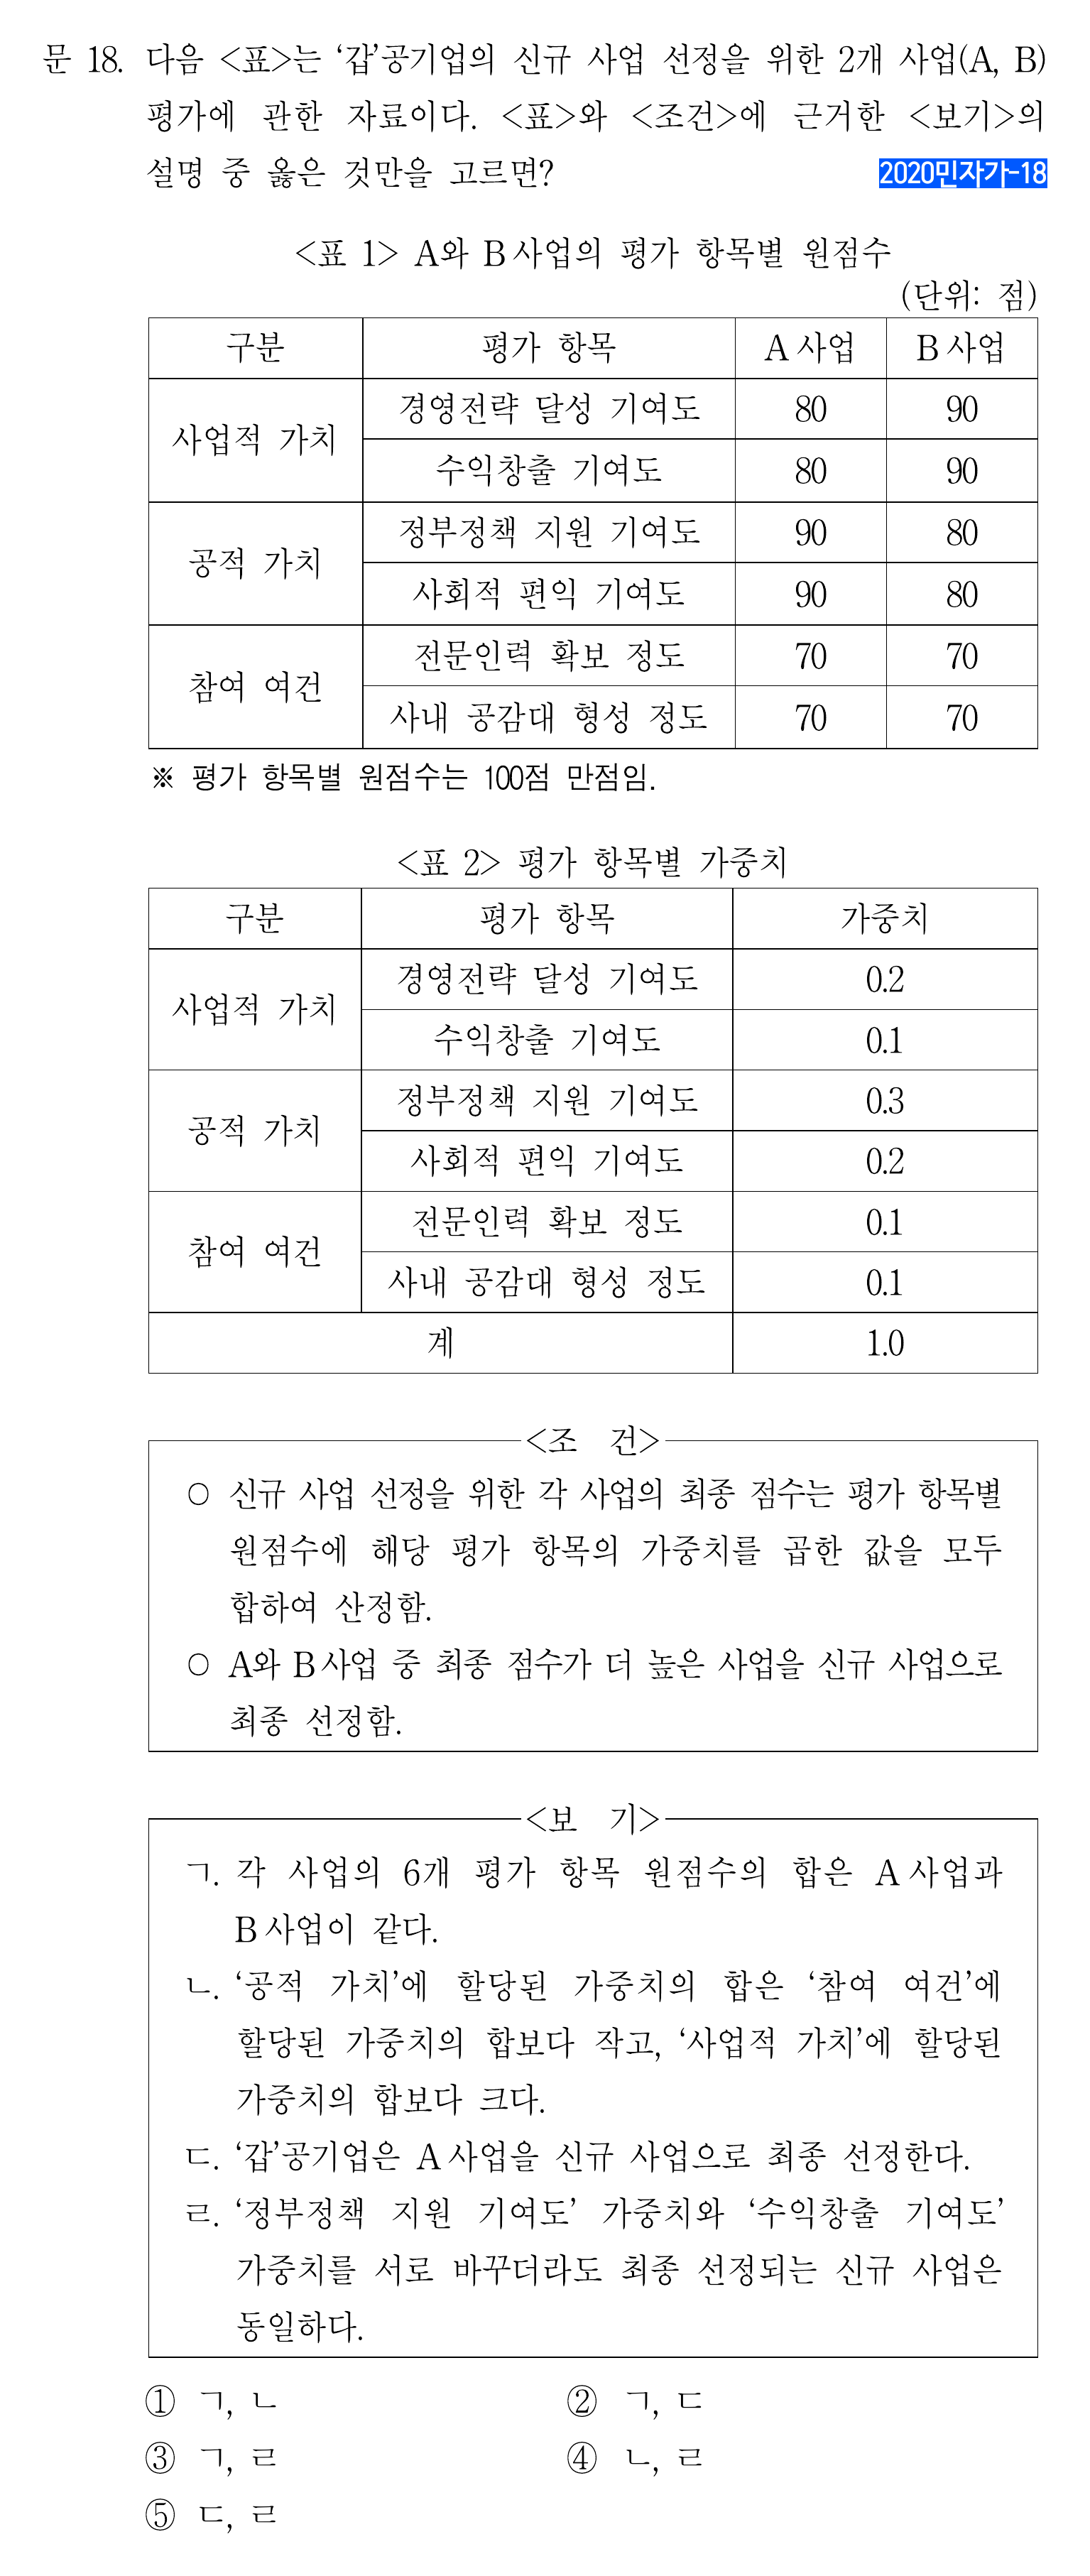 문 18. 다음 <표>는 ‘갑’공기업의 신규 사업 선정을 위한 2개 사업(A, B)
평가에 관한 자료이다. <표>와 <조건>에 근거한 <보기>의
설명 중 옳은 것만을 고르면?
2020민자가-18
<표 1> A와 B사업의 평가 항목별 원점수
(단위: 점)
구분 평가 항목 A사업 B사업
사업적 가치 경영전략 달성 기여도 80 90
수익창출 기여도 80 90
공적 가치 정부정책 지원 기여도 90 80
사회적 편익 기여도 90 80
참여 여건 전문인력 확보 정도 70 70
사내 공감대 형성 정도 70 70
※ 평가 항목별 원점수는 100점 만점임.
<표 2> 평가 항목별 가중치
구분 평가 항목 가중치
사업적 가치 경영전략 달성 기여도 0.2
수익창출 기여도 0.1
공적 가치 정부정책 지원 기여도 0.3
사회적 편익 기여도 0.2
참여 여건 전문인력 확보 정도 0.1
사내 공감대 형성 정도 0.1
계 1.0
<조 건>
○ 신규 사업 선정을 위한 각 사업의 최종 점수는 평가 항목별
원점수에 해당 평가 항목의 가중치를 곱한 값을 모두
합하여 산정함.
○ A와 B사업 중 최종 점수가 더 높은 사업을 신규 사업으로
최종 선정함.
<보 기>
ㄱ. 각 사업의 6개 평가 항목 원점수의 합은 A사업과
B사업이 같다.
ㄴ. ‘공적 가치’에 할당된 가중치의 합은 ‘참여 여건’에
할당된 가중치의 합보다 작고, ‘사업적 가치’에 할당된
가중치의 합보다 크다.
ㄷ. ‘갑’공기업은 A사업을 신규 사업으로 최종 선정한다.
ㄹ. ‘정부정책 지원 기여도’ 가중치와 ‘수익창출 기여도’
가중치를 서로 바꾸더라도 최종 선정되는 신규 사업은
동일하다.
① ㄱ, ㄴ ② ㄱ, ㄷ
③ ㄱ, ㄹ ④ ㄴ, ㄹ
⑤ ㄷ, ㄹ